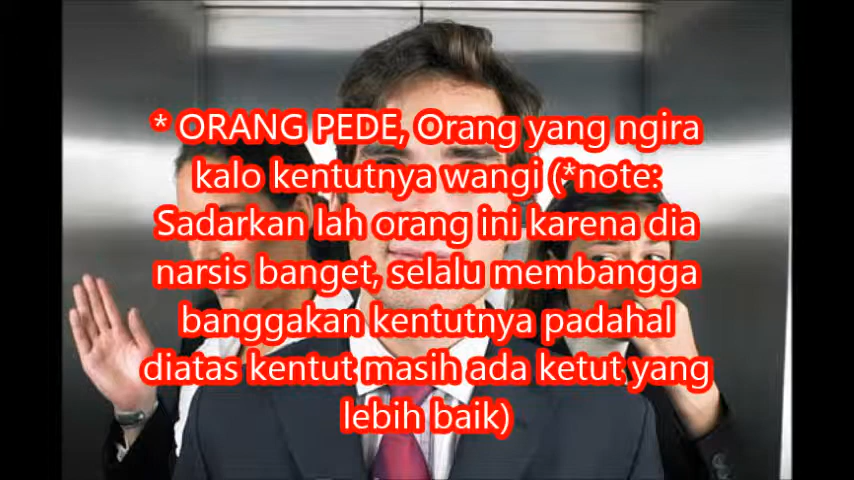 * ORANG PEDE, Orang yang ngira
kalo kentutnya wangi (*note:
Sadarkan lah orang ini karena dia
narsis banget, selalu membangga
banggakan kentutnya padahal
diatas kentut masih ada ketut yang
lebih baik)